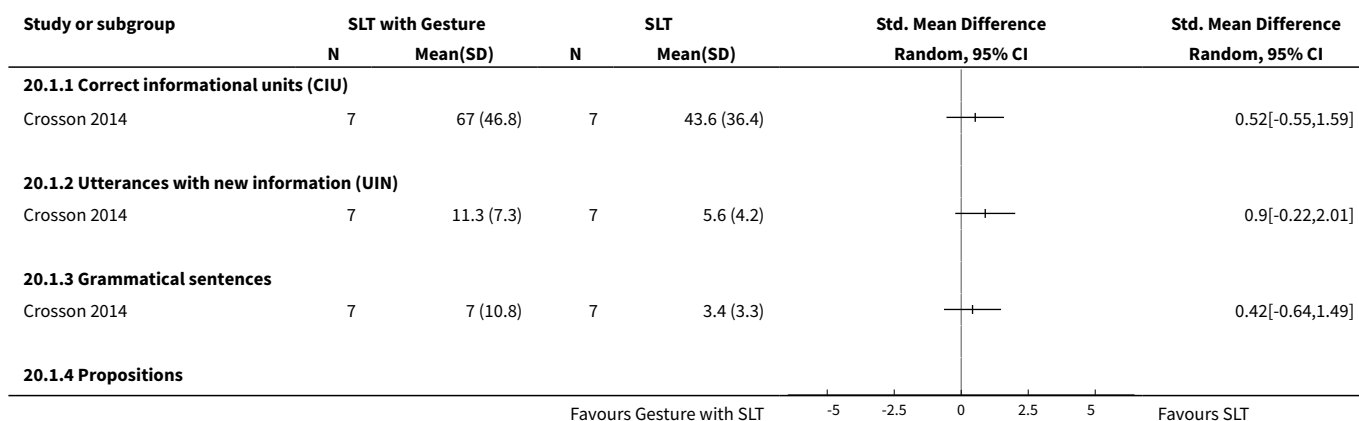 Study or subgroup SLT with Gesture SLT Std. Mean Difference Std. Mean Difference
N Mean(SD) N Mean(SD) Random, 95% CI Random, 95% CI
20.1.1 Correct informational units (CIU)
Crosson 2014 7 67 (46.8) 7 43.6 (36.4) 0.52[-0.55,1.59]
20.1.2 Utterances with new information (UIN)
Crosson 2014 7 11.3 (7.3) 7 5.6 (4.2) 0.9[-0.22,2.01]
20.1.3 Grammatical sentences
Crosson 2014 7 7 (10.8) 7 3.4 (3.3) 0.42[-0.64,1.49]
20.1.4 Propositions
Favours Gesture with SLT -5 -2.5 0 2.5 5 Favours SLT